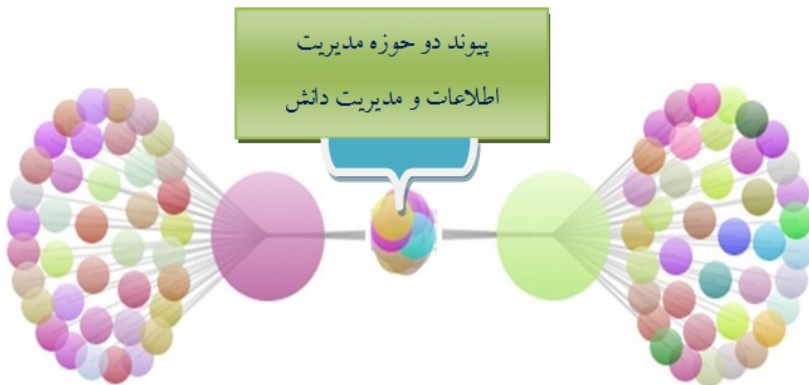 پیوند دو حوزه مدیریت
اطلاعات و مدیریت دانش